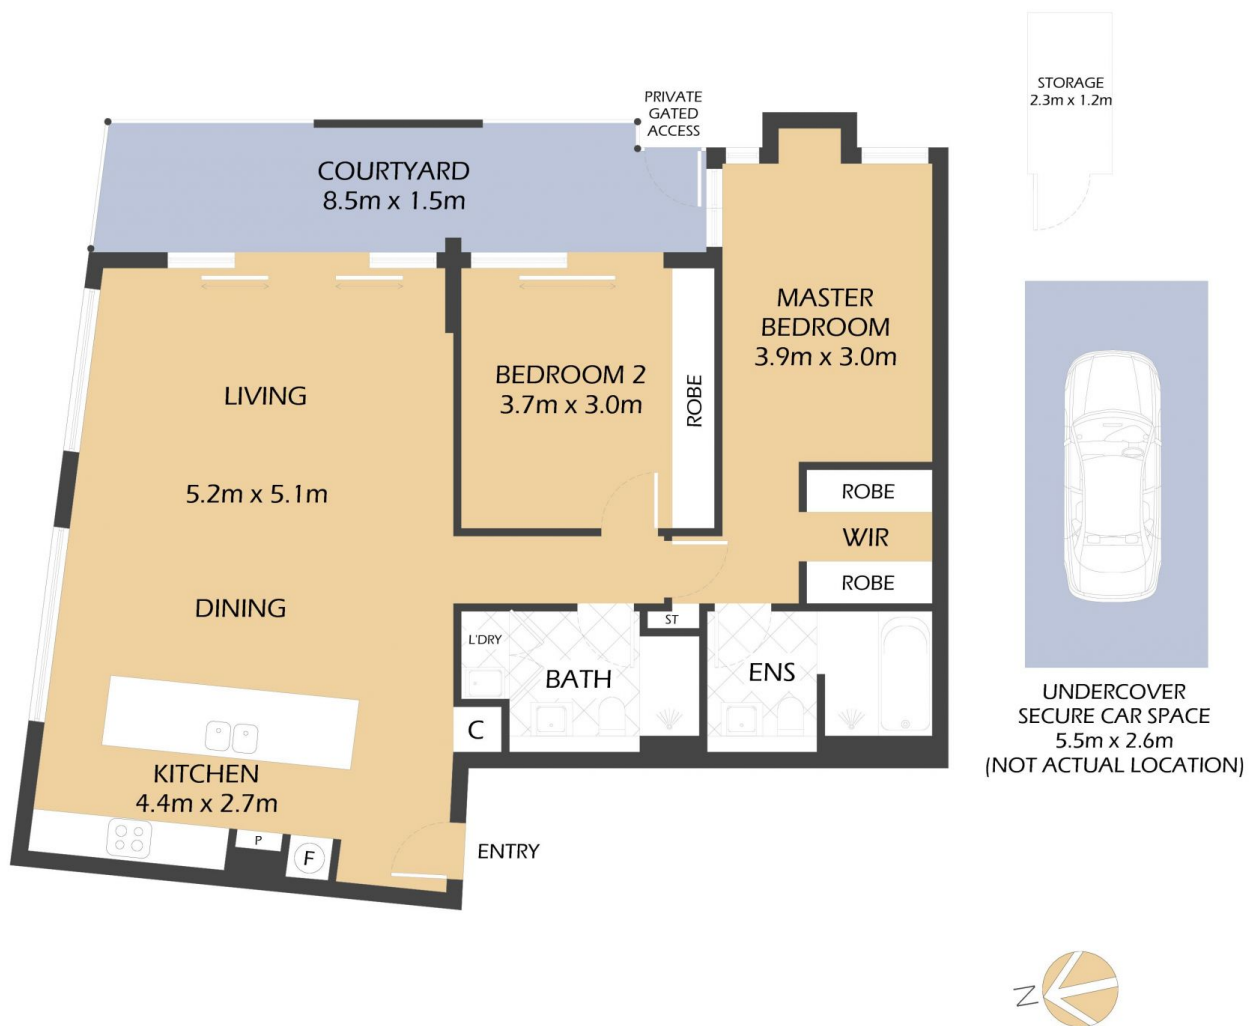 STORAGE
2.3m x 1.2m
PRIVATE
GATED
ACCESS
COURTYARD
8.5m x 1.5m
MASTER
BEDROOM
3.9m x 3.0m
LIVING
BEDROOM 2
3.7m x 3.0m
ROBE
5.2m x 5.1m
ROBE
WIR
ROBE
DINING
L'DRY
ST
BATH
ENS
C
KITCHEN
4.4m x 2.7m
P
F
ENTRY
UNDERCOVER
SECURE CAR SPACE
5.5m x 2.6m
(NOT ACTUAL LOCATION)
N